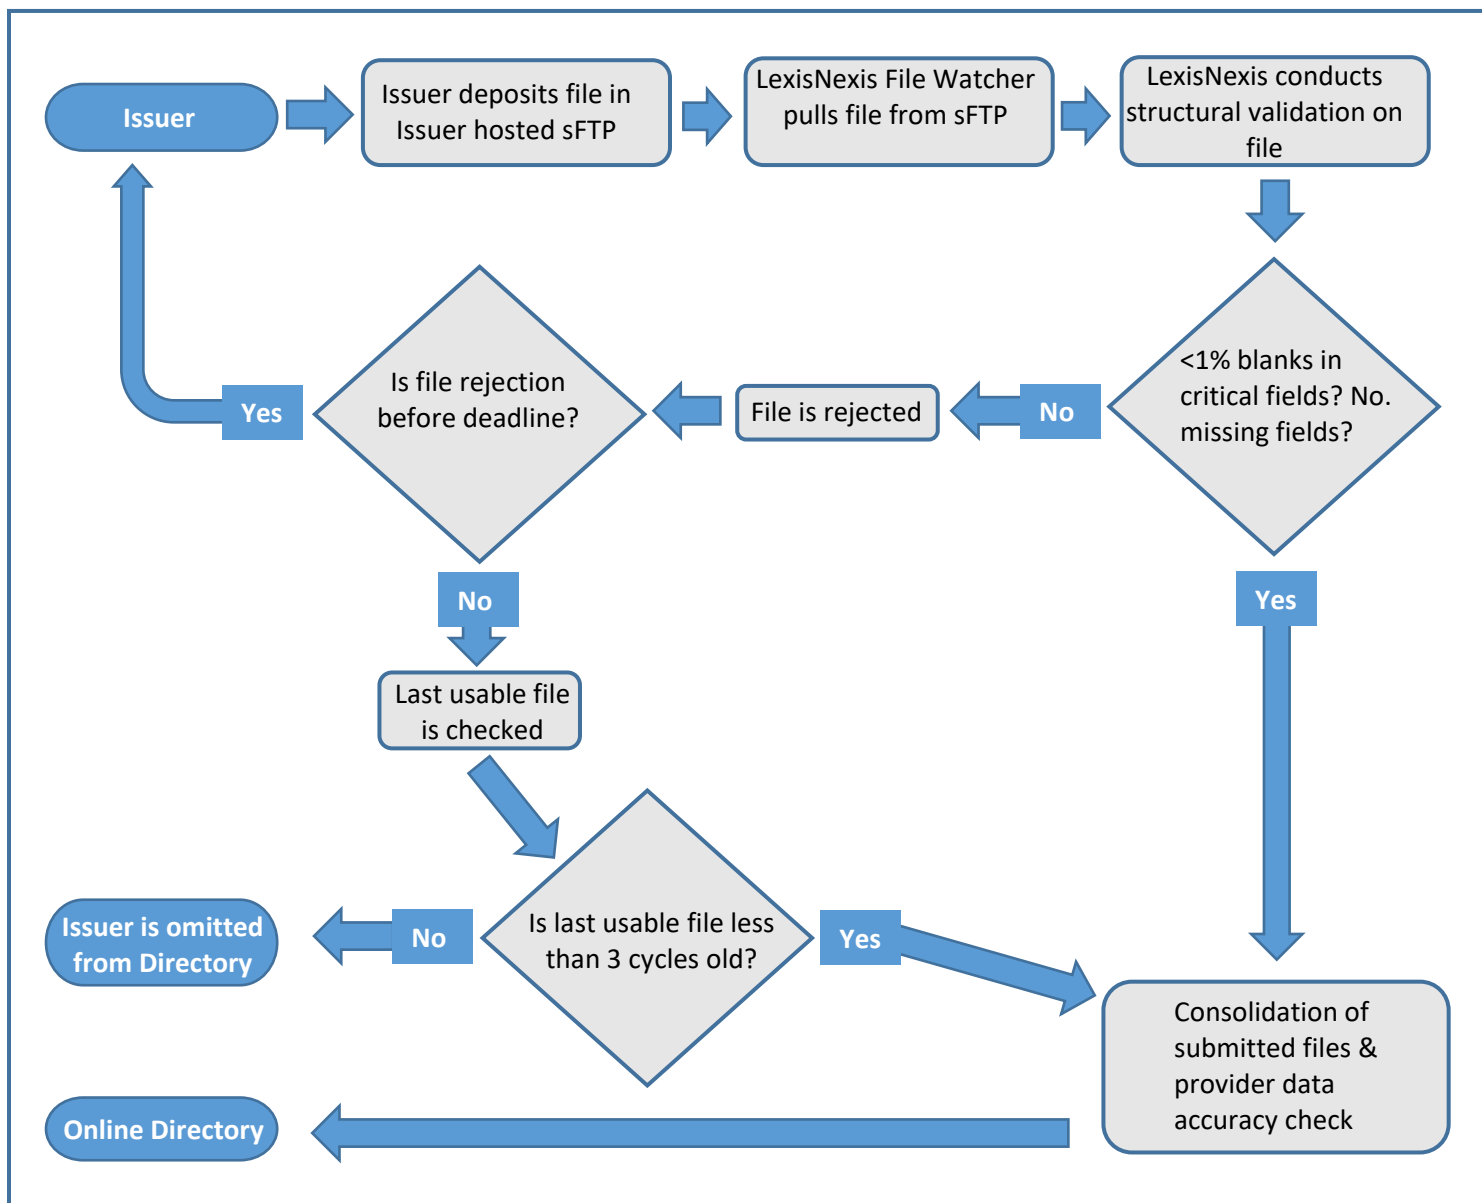 Issuer
Issuer deposits file in
Issuer hosted sFTP
LexisNexis File Watcher
pulls file from sFTP
LexisNexis conducts
structural validation on
file
<1% blanks in
critical fields? No.
missing fields?
No
File is rejected
Is file rejection
before deadline?
Yes
No
Yes
Last usable file
is checked
Is last usable file less
than 3 cycles old?
No
Yes
Issuer is omitted
from Directory
Consolidation of
submitted files &
provider data
accuracy check
Online Directory